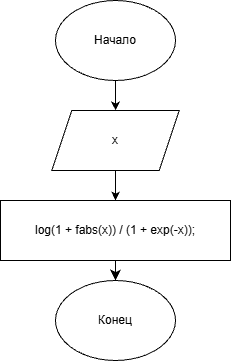 Начало
x
log(1 + fabs(x)) / (1 + exp(-x));
Конец